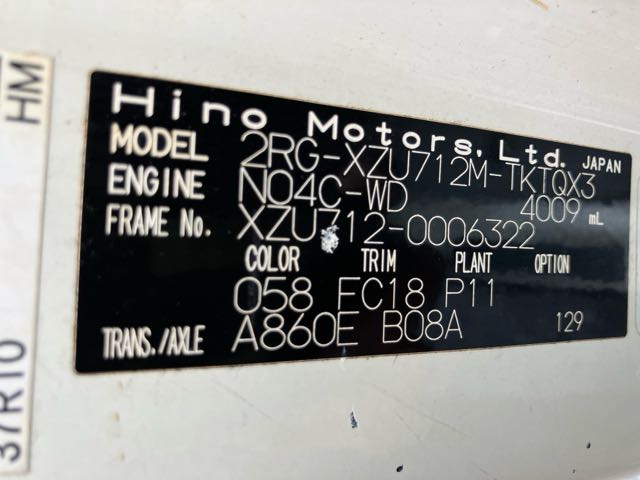 Hino Motors, Ltd. JAPAN
MODEL 2RG-XZU712M-TKTQX3
ENGINE N04C-WD 4009 mL
FRAME No. XZU712-0006322
COLOR TRIM PLANT OPTION
058 FC18 P11
TRANS./AXLE A860E B08A 129
HM
37R10